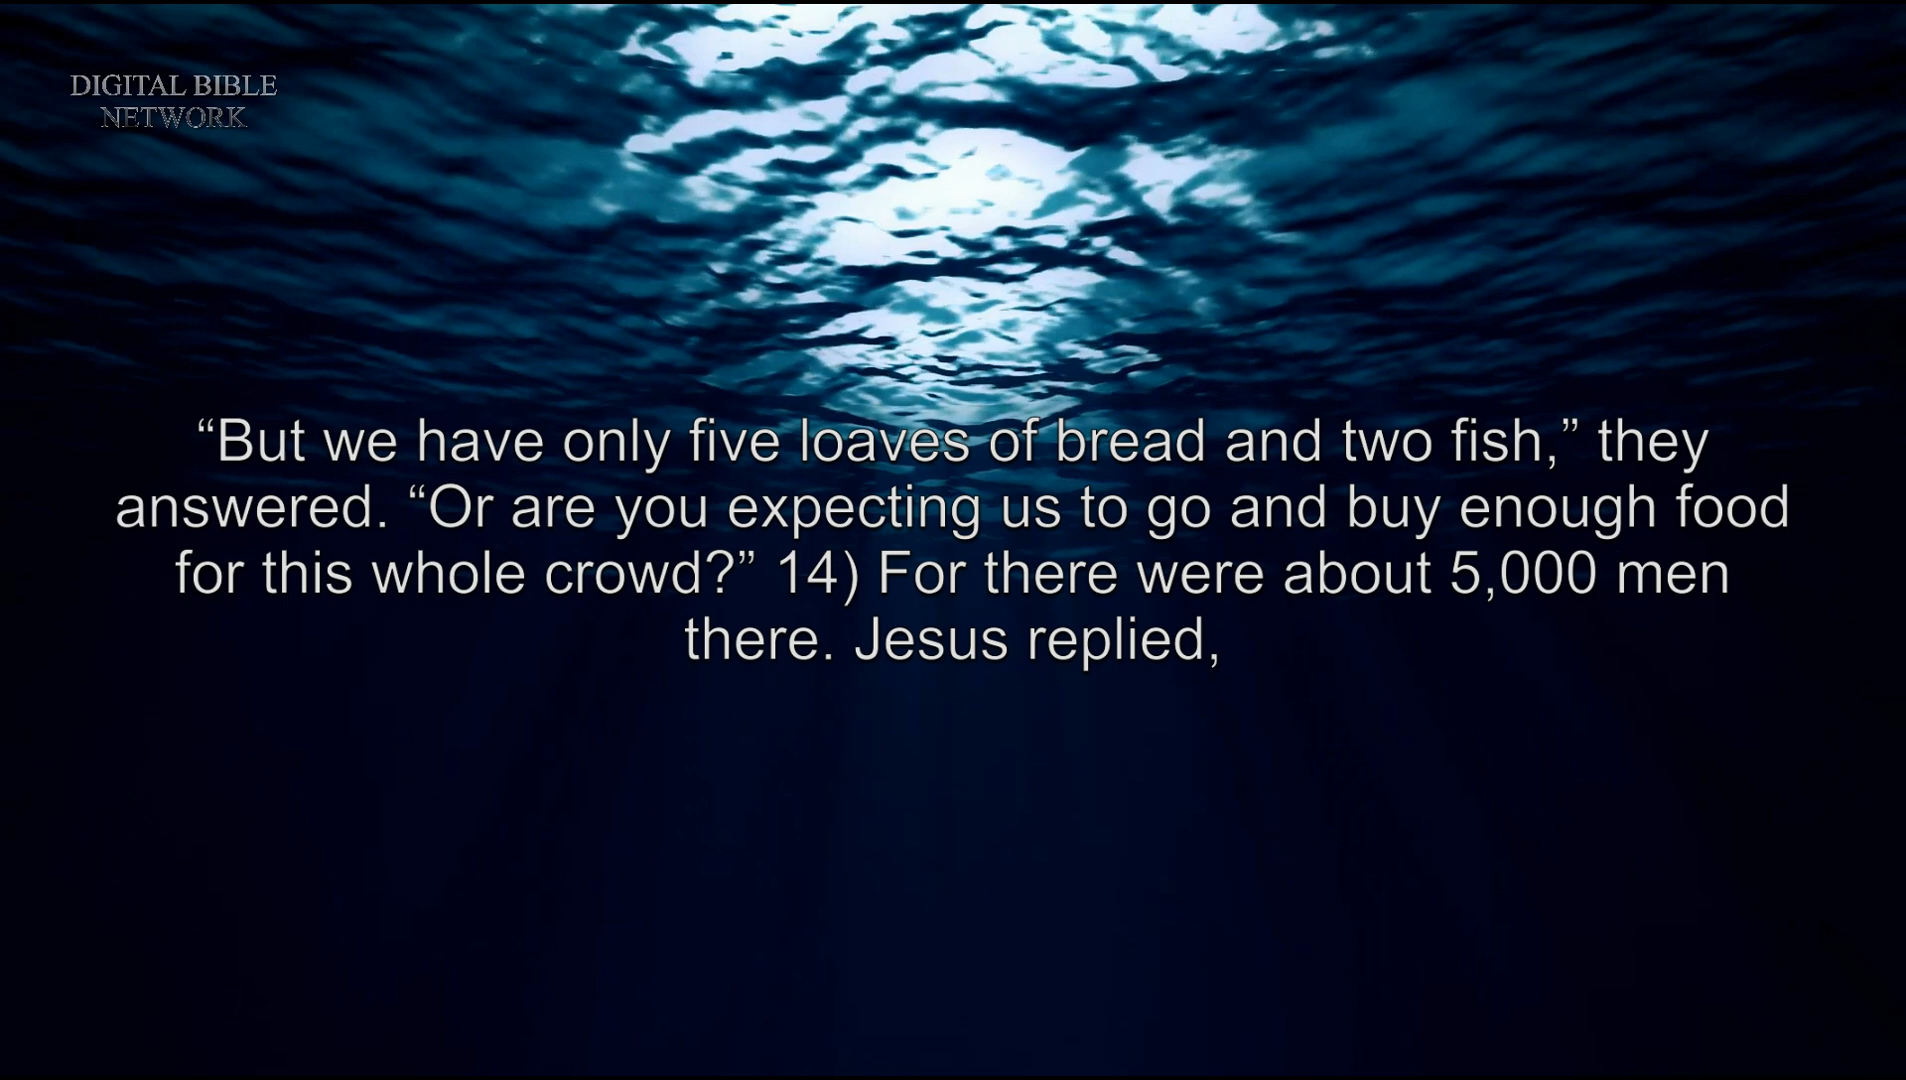 DIGITAL BIBLE
NETWORK
“But we have only five loaves of bread and two fish,” they
answered. “Or are you expecting us to go and buy enough food
for this whole crowd?” 14) For there were about 5,000 men
there. Jesus replied,